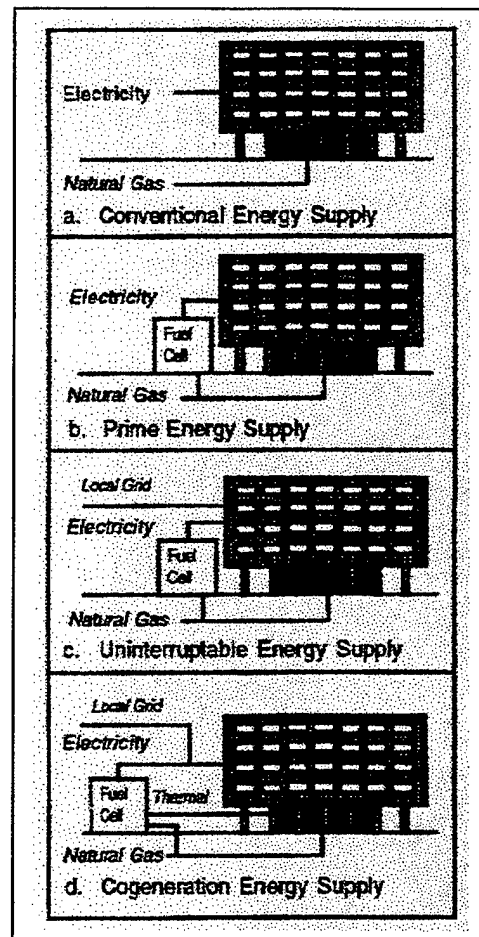 Electricity
Natural Gas
a. Conventional Energy Supply
Electricity
Fuel
Cell
Natural Gas
b. Prime Energy Supply
Local Grid
Electricity
Fuel
Cell
Natural Gas
c. Uninterruptable Energy Supply
Local Grid
Electricity
Fuel
Cell
Thermal
Natural Gas
d. Cogeneration Energy Supply